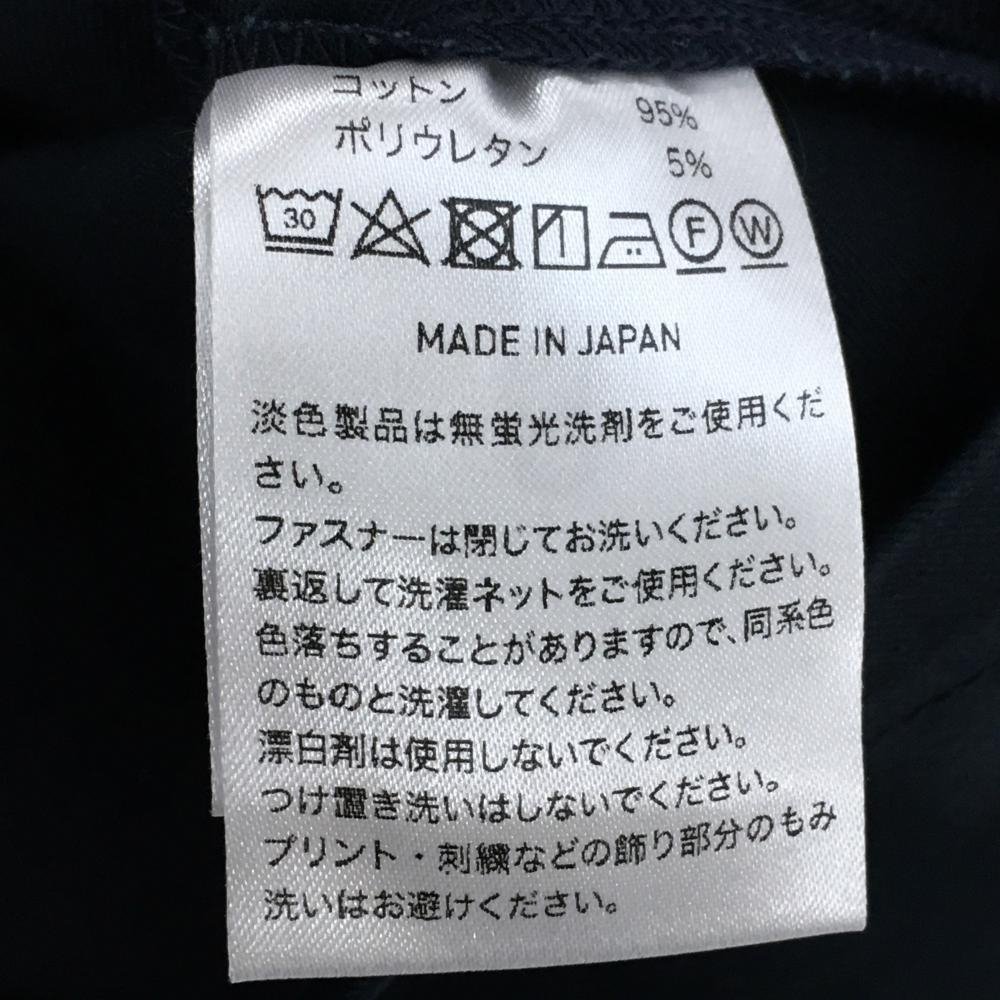 コットン 95%
ポリウレタン 5%
30 F W
MADE IN JAPAN
淡色製品は無蛍光洗剤をご使用くだ
さい。
ファスナーは閉じてお洗いください。
裏返して洗濯ネットをご使用ください。
色落ちすることがありますので、同系色
のものと洗濯してください。
漂白剤は使用しないでください。
つけ置き洗いはしないでください。
プリント・刺繍などの飾り部分のもみ
洗いはお避けください。